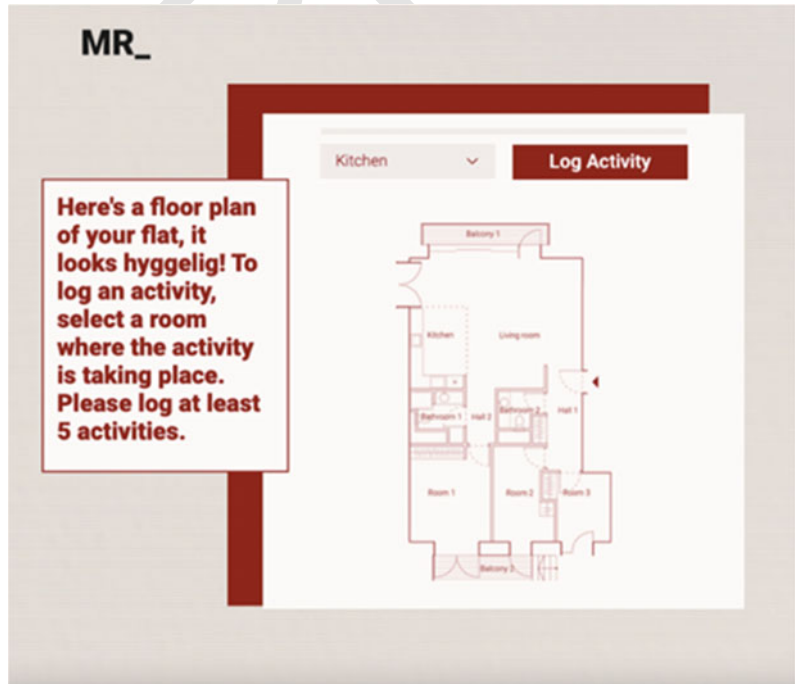 MR_
Kitchen
Log Activity
Here's a floor plan
of your flat, it
looks hyggelig! To
log an activity,
select a room
where the activity
is taking place.
Please log at least
5 activities.
Balcony 1
Kitchen
Living room
Bathroom 1
Hall 2
Bathroom 2
Hall 1
Room 1
Room 2
Room 3
Balcony 2